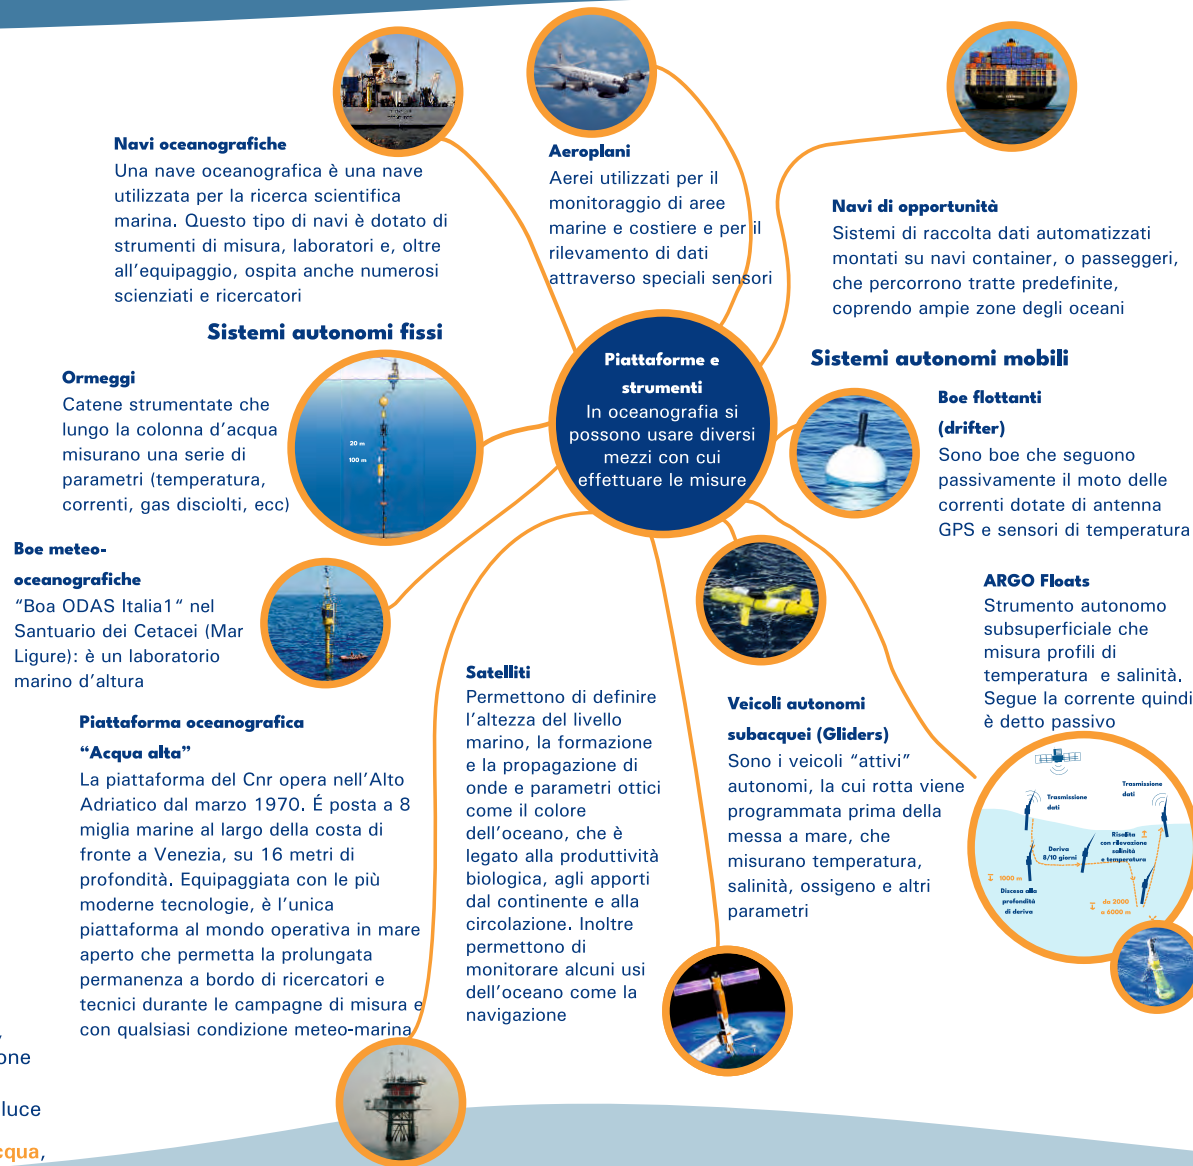 Navi oceanografiche
Una nave oceanografica è una nave
utilizzata per la ricerca scientifica
marina. Questo tipo di navi è dotato di
strumenti di misura, laboratori e, oltre
all'equipaggio, ospita anche numerosi
scienziati e ricercatori
Aeroplani
Aerei utilizzati per il
monitoraggio di aree
marine e costiere e per il
rilevamento di dati
attraverso speciali sensori
Navi di opportunità
Sistemi di raccolta dati automatizzati
montati su navi container, o passeggeri,
che percorrono tratte predefinite,
coprendo ampie zone degli oceani
Sistemi autonomi fissi
Ormeggi
Catene strumentate che
lungo la colonna d'acqua
misurano una serie di
parametri (temperatura,
correnti, gas disciolti, ecc)
20 m
100 m
Piattaforme e
strumenti
In oceanografia si
possono usare diversi
mezzi con cui
effettuare le misure
Sistemi autonomi mobili
Boe flottanti
(drifter)
Sono boe che seguono
passivamente il moto delle
correnti dotate di antenna
GPS e sensori di temperatura
Boe meteo-
oceanografiche
"Boa ODAS Italia1" nel
Santuario dei Cetacei (Mar
Ligure): è un laboratorio
marino d'altura
ARGO Floats
Strumento autonomo
subsuperficiale che
misura profili di
temperatura e salinità.
Segue la corrente quindi
è detto passivo
Piattaforma oceanografica
"Acqua alta"
La piattaforma del Cnr opera nell'Alto
Adriatico dal marzo 1970. É posta a 8
miglia marine al largo della costa di
fronte a Venezia, su 16 metri di
profondità. Equipaggiata con le più
moderne tecnologie, è l'unica
piattaforma al mondo operativa in mare
aperto che permetta la prolungata
permanenza a bordo di ricercatori e
tecnici durante le campagne di misura e
con qualsiasi condizione meteo-marina
Satelliti
Permettono di definire
l'altezza del livello
marino, la formazione
e la propagazione di
onde e parametri ottici
come il colore
dell'oceano, che è
legato alla produttività
biologica, agli apporti
dal continente e alla
circolazione. Inoltre
permettono di
monitorare alcuni usi
dell'oceano come la
navigazione
Veicoli autonomi
subacquei (Gliders)
Sono i veicoli "attivi"
autonomi, la cui rotta viene
programmata prima della
messa a mare, che
misurano temperatura,
salinità, ossigeno e altri
parametri
Trasmissione
dati
Trasmissione
dati
Deriva
8/10 giorni
Risalita
con rilevazione
salinità
e temperatura
1000 m
Discesa alla
profondità
di deriva
da 2000
a 6000 m
,
one
luce
cqua,